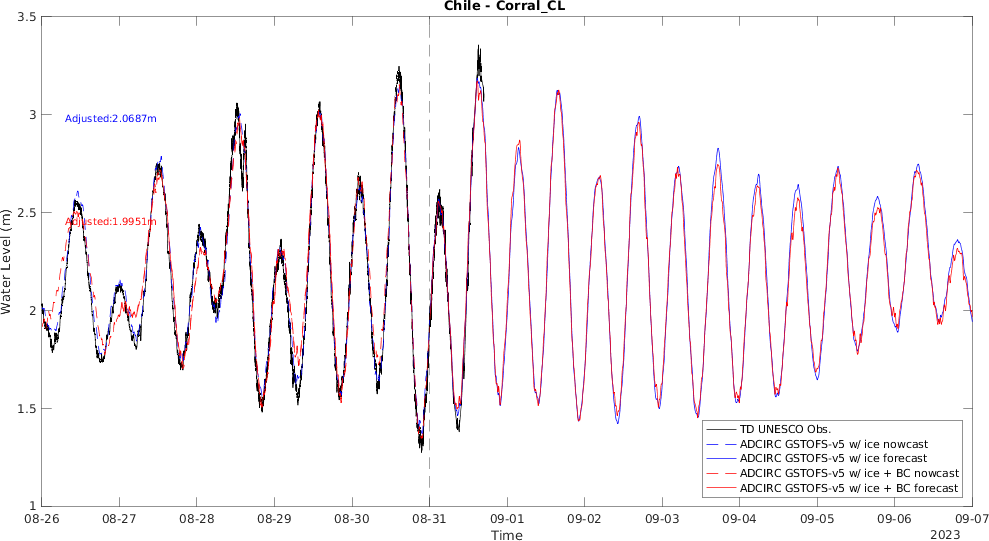 Chile - Corral_CL
3.5
3
2.5
2
1.5
1
Water Level (m)
Adjusted:2.0687m
Adjusted:1.9951m
TD UNESCO Obs.
ADCIRC GSTOFS-v5 w/ ice nowcast
ADCIRC GSTOFS-v5 w/ ice forecast
ADCIRC GSTOFS-v5 w/ ice + BC nowcast
ADCIRC GSTOFS-v5 w/ ice + BC forecast
08-26 08-27 08-28 08-29 08-30 08-31 09-01 09-02 09-03 09-04 09-05 09-06 09-07
Time
2023